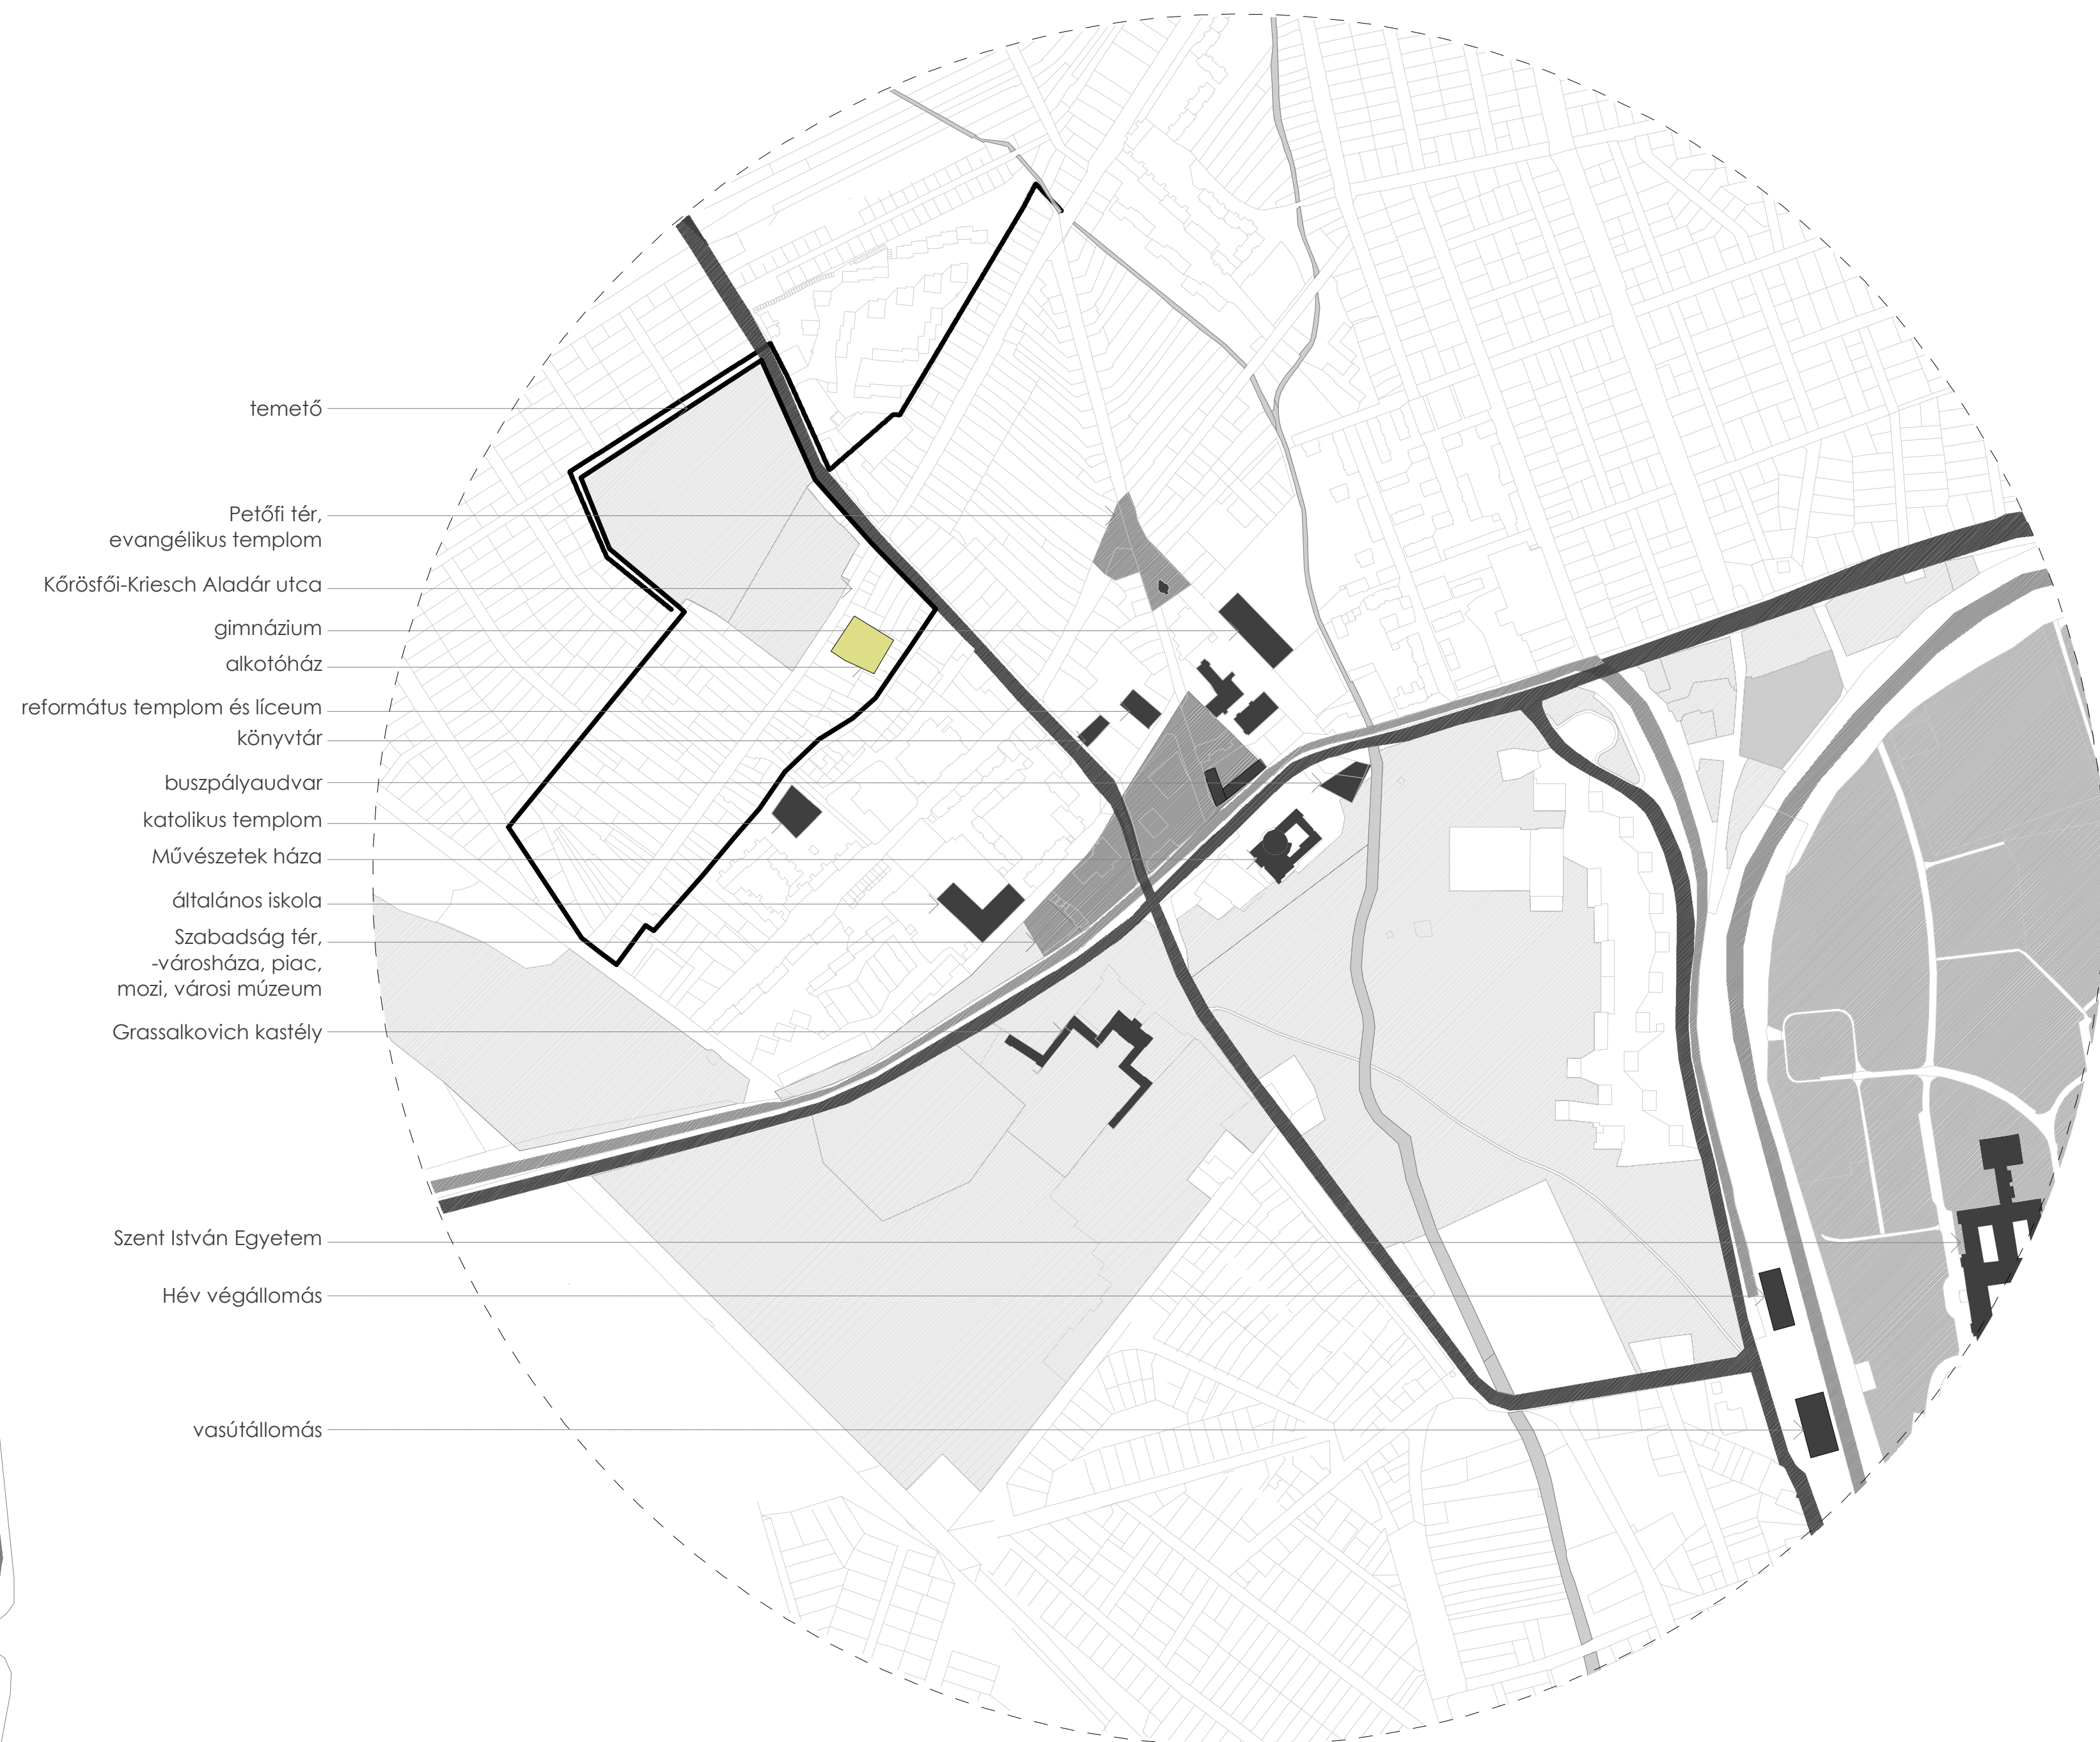 temető
Petőfi tér,
evangélikus templom
Kőrösfői-Kriesch Aladár utca
gimnázium
alkotóház
református templom és líceum
könyvtár
buszpályaudvar
katolikus templom
Művészetek háza
általános iskola
Szabadság tér,
-városháza, piac,
mozi, városi múzeum
Grassalkovich kastély
Szent István Egyetem
Hév végállomás
vasútállomás